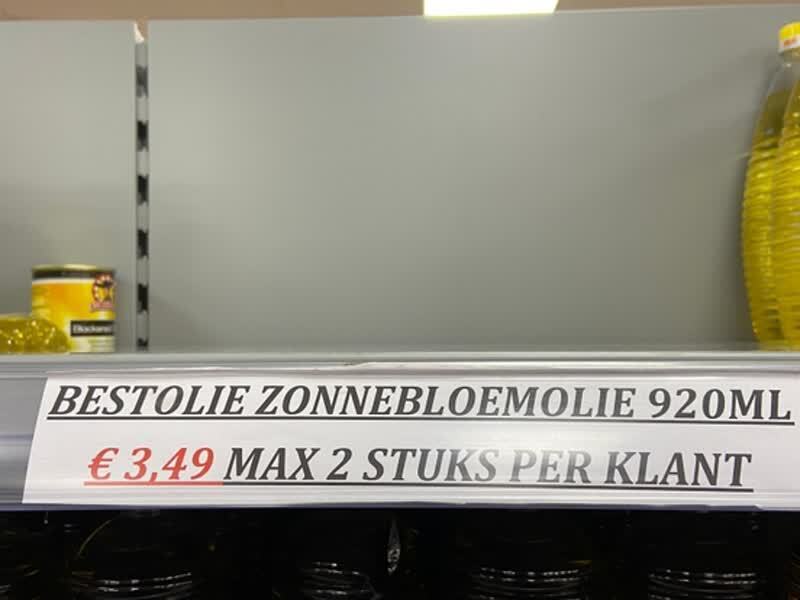 BESTOLIE ZONNEBLOEMOLIE 920ML
€ 3,49 MAX 2 STUKS PER KLANT